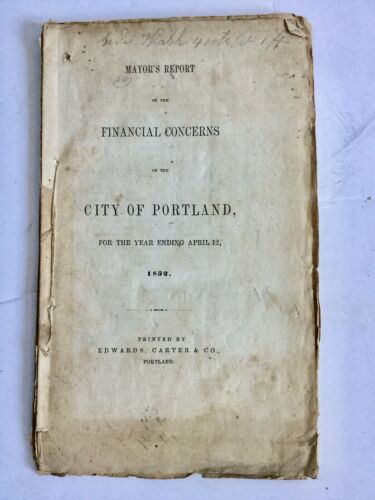 MAYOR'S REPORT
OF THE
FINANCIAL CONCERNS
OF THE
CITY OF PORTLAND,
FOR THE YEAR ENDING APRIL 12,
1852.
PRINTED BY
EDWARDS, CARTER & CO.,
PORTLAND.